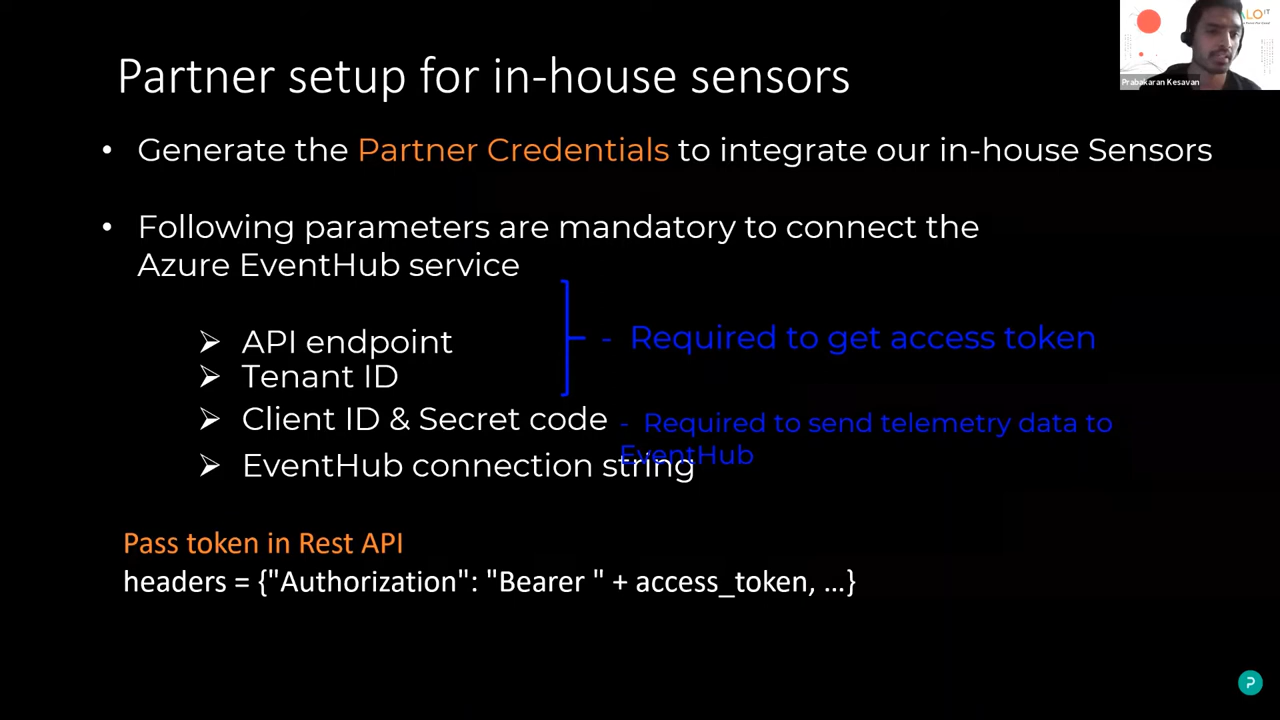 Partner setup for in-house sensors
Prabakaran Kesavan
• Generate the Partner Credentials to integrate our in-house Sensors
• Following parameters are mandatory to connect the
Azure EventHub service
➢ API endpoint
- Required to get access token
➢ Tenant ID
➢ Client ID & Secret code
- Required to send telemetry data to
EventHub
➢ EventHub connection string
Pass token in Rest API
headers = {"Authorization": "Bearer " + access_token, ...}